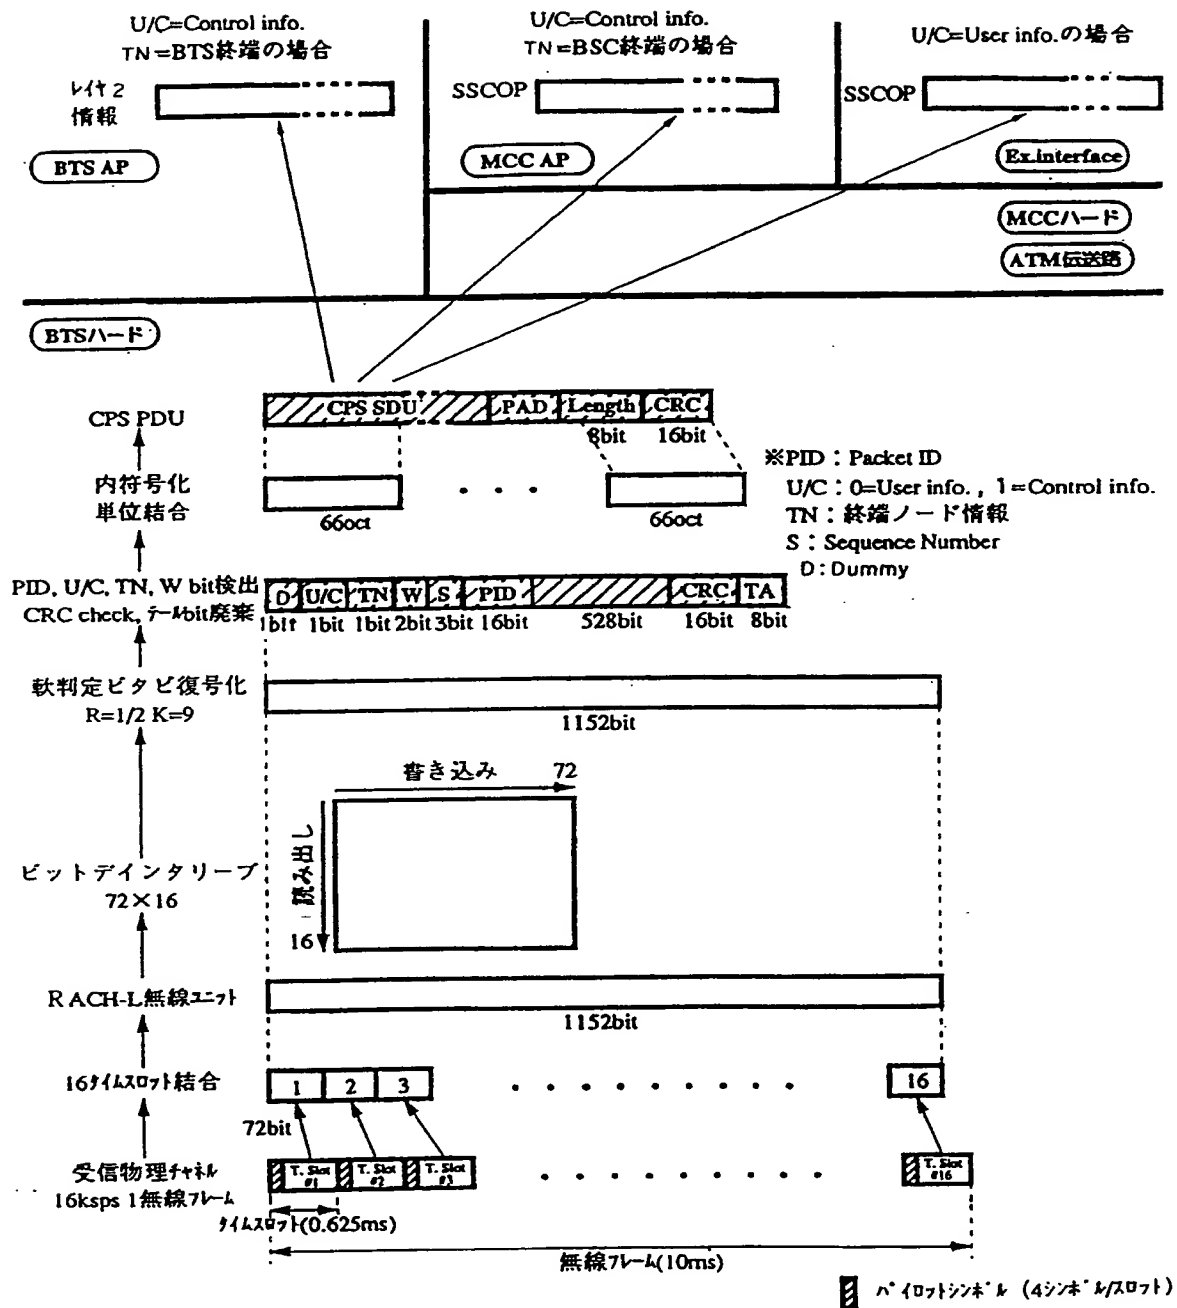 U/C=Control info.
TN=BTS終端の場合
U/C=Control info.
TN=BSC終端の場合
U/C=User info.の場合
レイヤ2
情報
SSCOP
SSCOP
BTS AP
MCC AP
Ex.interface
MCCハード
ATM伝送路
BTSハード
CPS PDU
CPS SDU
PAD
Length
CRC
8bit
16bit
内符号化
単位結合
66oct
66oct
※PID:Packet ID
U/C:0=User info., 1=Control info.
TN:終端ノード情報
S:Sequence Number
D:Dummy
PID, U/C, TN, W bit検出
CRC check, テールbit廃棄
D U/C TN W S PID CRC TA
1bit 1bit 1bit 2bit 3bit 16bit 528bit 16bit 8bit
軟判定ビタビ復号化
R=1/2 K=9
1152bit
書き込み 72
読み出し
16
ビットデインタリーブ
72×16
RACH-L無線ユニット
1152bit
16タイムスロット結合
1 2 3 16
72bit
受信物理チャネル
16ksps 1無線フレーム
T. Slot #1
T. Slot #2
T. Slot #3
T. Slot #16
タイムスロット(0.625ms)
無線フレーム(10ms)
パイロットシンボル (4シンボル/スロット)